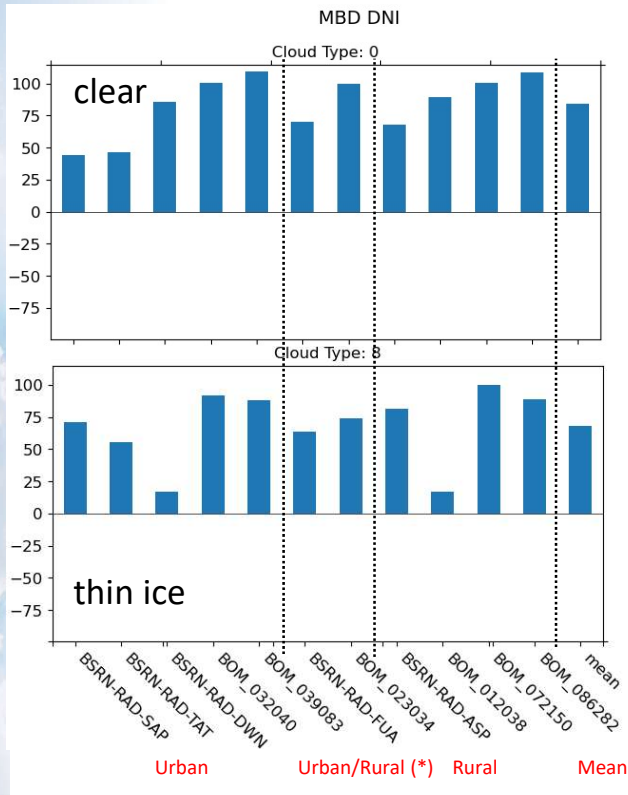 MBD DNI
Cloud Type: 0
clear
100
75
50
25
0
−25
−50
−75
Cloud Type: 8
100
75
50
25
0
−25
−50
−75
thin ice
BSRN-RAD-SAP
BSRN-RAD-TAT
BSRN-RAD-DWN
BOM_032040
BOM_039083
BSRN-RAD-FUA
BOM_023034
BSRN-RAD-ASP
BOM_012038
BOM_072150
BOM_086282
mean
Urban Urban/Rural (*) Rural Mean